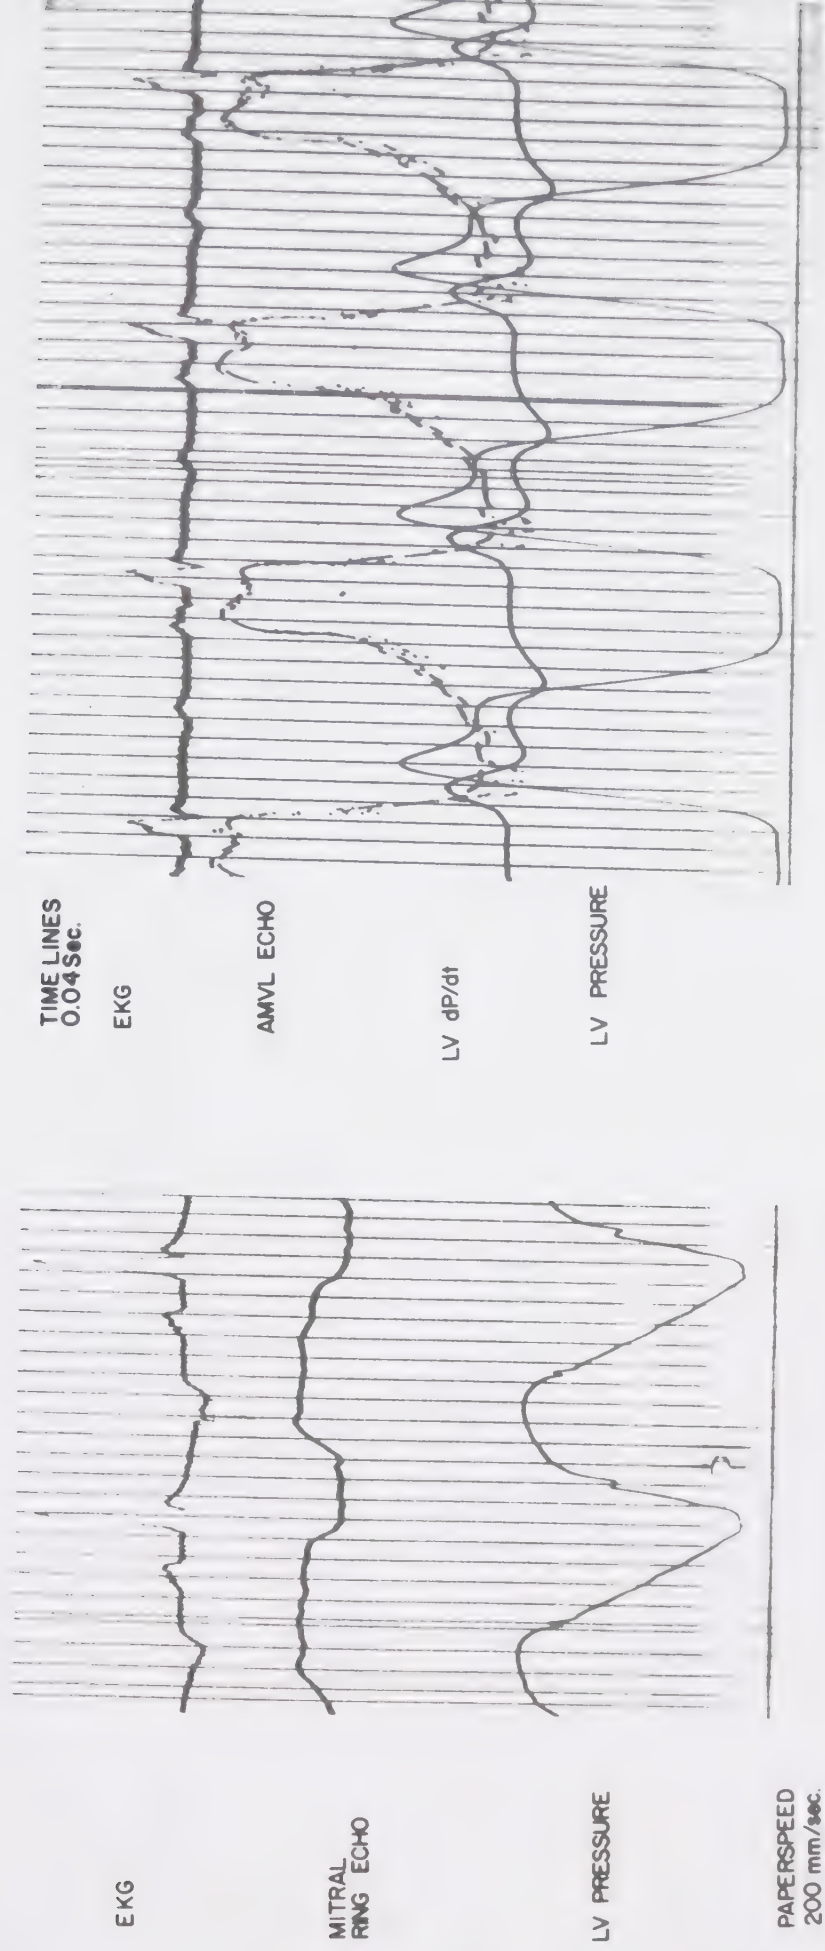 EKG
MITRAL
RING ECHO
LV PRESSURE
PAPERSPEED
200 mm/sec.
TIME LINES
0.04 Sec.
EKG
AMVL ECHO
LV dP/dt
LV PRESSURE